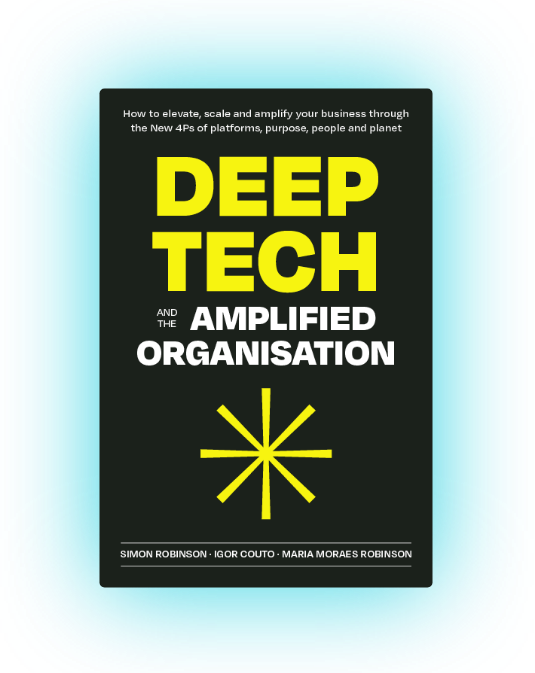 How to elevate, scale and amplify your business through
the New 4Ps of platforms, purpose, people and planet
DEEP
TECH
AND
THE
AMPLIFIED
ORGANISATION
SIMON ROBINSON · IGOR COUTO · MARIA MORAES ROBINSON